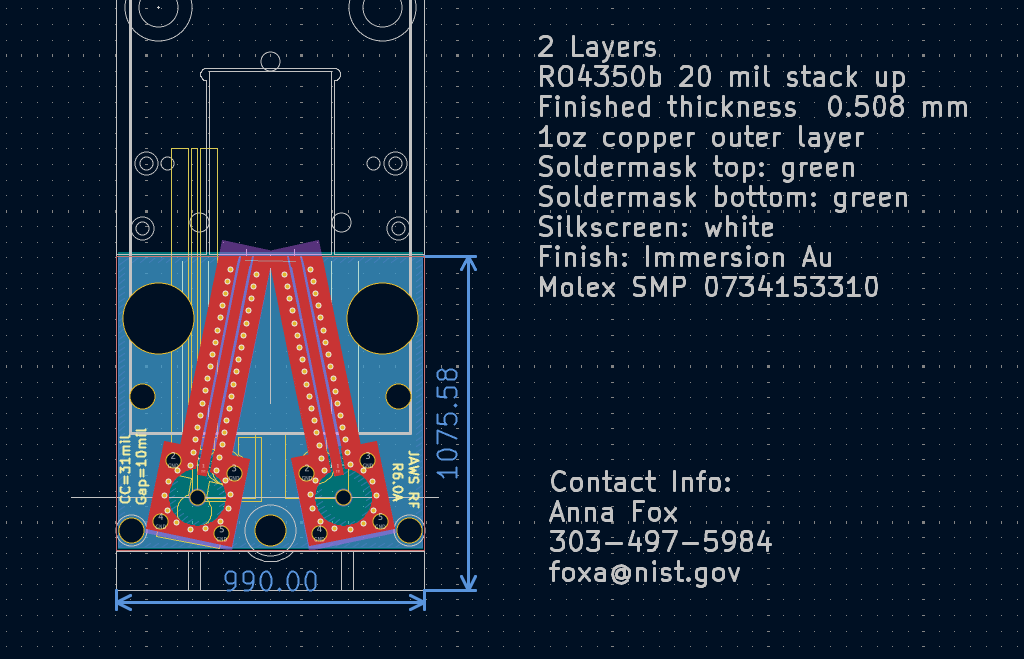 2 Layers
RO4350b 20 mil stack up
Finished thickness  0.508 mm
1oz copper outer layer
Soldermask top: green
Soldermask bottom: green
Silkscreen: white
Finish: Immersion Au
Molex SMP 0734153310
1075.58
CC=31mil
Gap=10mil
JAWS RF
R6.0A
990.00
Contact Info:
Anna Fox
303-497-5984
foxa@nist.gov